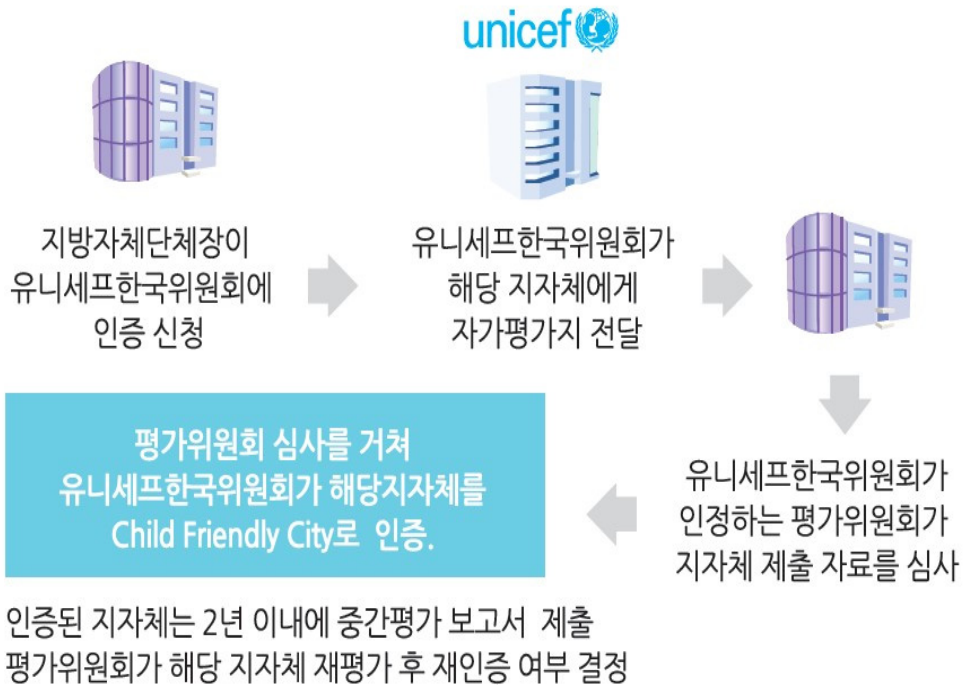 unicef
지방자체단체장이
유니세프한국위원회에
인증 신청
유니세프한국위원회가
해당 지자체에게
자가평가지 전달
유니세프한국위원회가
인정하는 평가위원회가
지자체 제출 자료를 심사
평가위원회 심사를 거쳐
유니세프한국위원회가 해당지자체를
Child Friendly City로 인증.
인증된 지자체는 2년 이내에 중간평가 보고서 제출
평가위원회가 해당 지자체 재평가 후 재인증 여부 결정